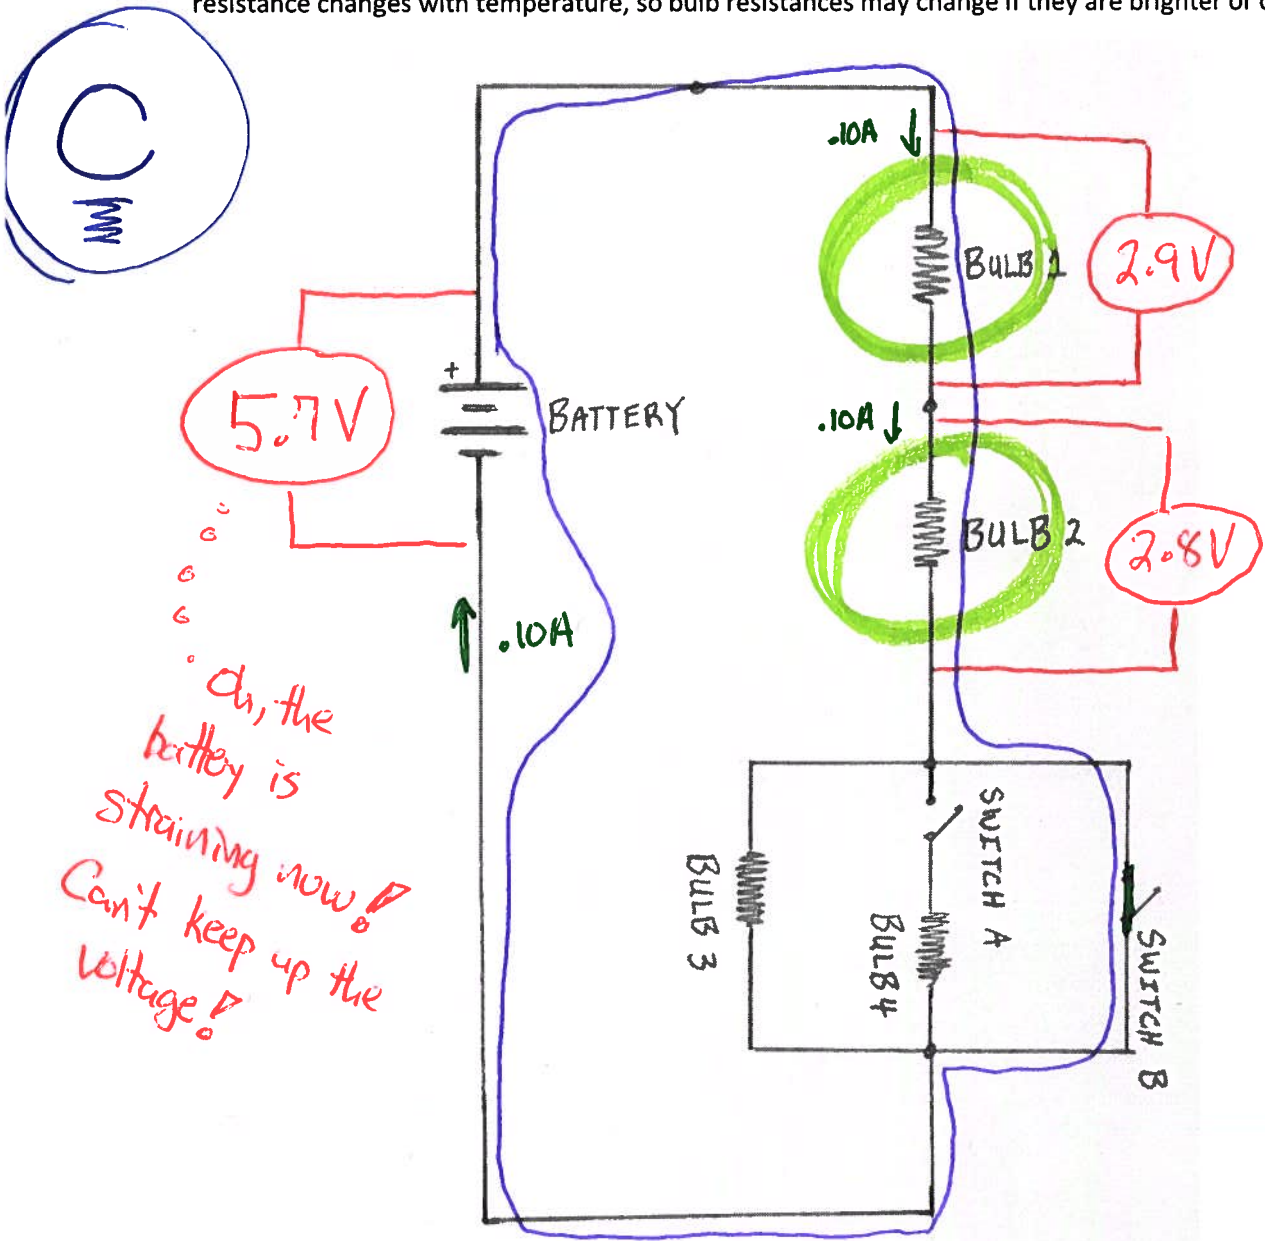 resistance changes with temperature, so bulb resistances may change if they are brighter or
C
.10A
BULB 1
2.9V
+
BATTERY
5.7V
.10A
BULB 2
2.8V
.10A
Oh, the
battery is
straining now!
Can't keep up the
voltage!
SWITCH A
BULB 3
BULB 4
SWITCH B